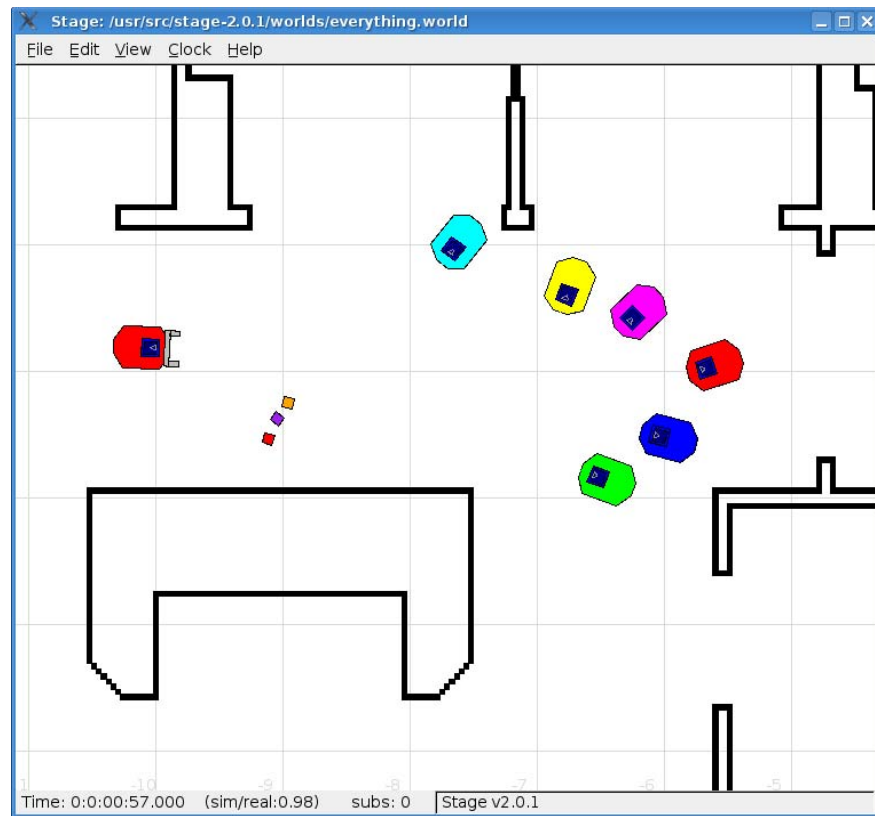 Stage: /usr/src/stage-2.0.1/worlds/everything.world
File Edit View Clock Help
1 -10 -9 -8 -7 -6 -5
Time: 0:0:00:57.000 (sim/real:0.98) subs: 0 Stage v2.0.1